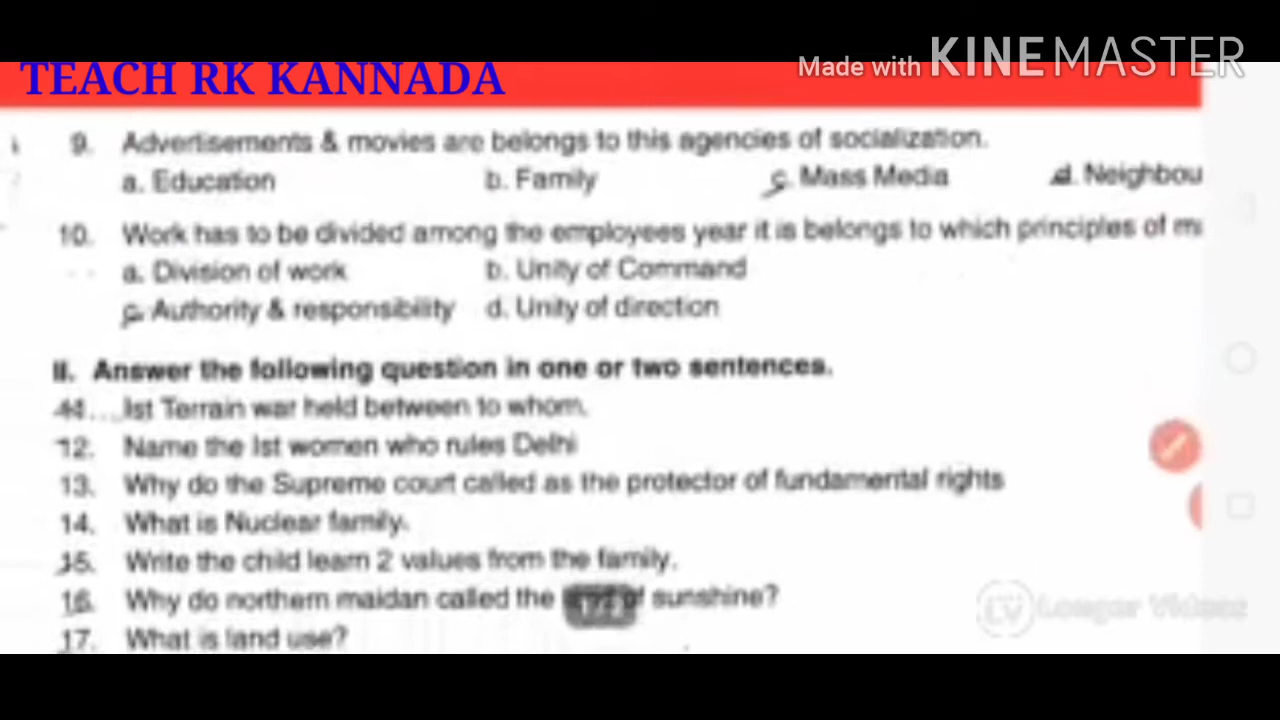 Made with KINEMASTER
TEACH RK KANNADA
9. Advertisements & movies are belongs to this agencies of socialization.
a. Education b. Family c. Mass Media d. Neighbou
10. Work has to be divided among the employees year it is belongs to which principles of m
a. Division of work b. Unity of Command
c. Authority & responsibility d. Unity of direction
II. Answer the following question in one or two sentences.
Ist Terrain war held between to whom.
12. Name the Ist women who rules Delhi
13. Why do the Supreme court called as the protector of fundamental rights
14. What is Nuclear family.
15. Write the child learn 2 values from the family.
16. Why do northern maidan called the of sunshine?
17. What is land use?
Longer Videos